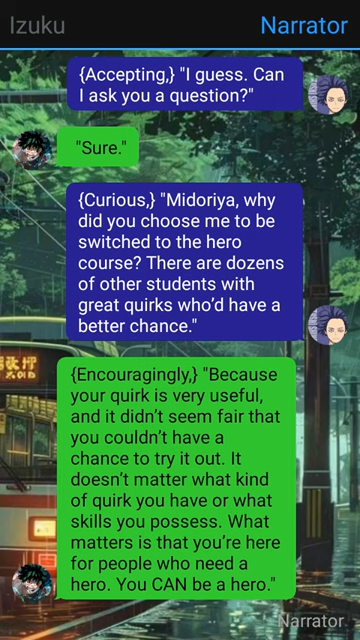 Izuku
Narrator
{Accepting,} "I guess. Can
I ask you a question?"
"Sure."
{Curious,} "Midoriya, why
did you choose me to be
switched to the hero
course? There are dozens
of other students with
great quirks who’d have a
better chance."
{Encouragingly,} "Because
your quirk is very useful,
and it didn’t seem fair that
you couldn’t have a
chance to try it out. It
doesn’t matter what kind
of quirk you have or what
skills you possess. What
matters is that you’re here
for people who need a
hero. You CAN be a hero."
Narrator